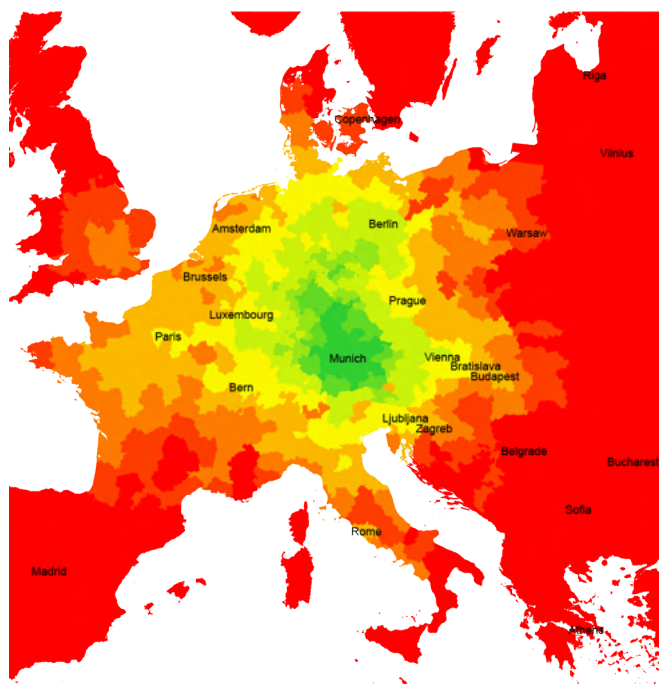 Riga
Copenhagen
Vilnius
Berlin
Amsterdam
Warsaw
Brussels
Prague
Luxembourg
Paris
Munich
Vienna
Bratislava
Budapest
Bern
Ljubljana
Zagreb
Belgrade
Bucharest
Sofia
Rome
Madrid
Athens